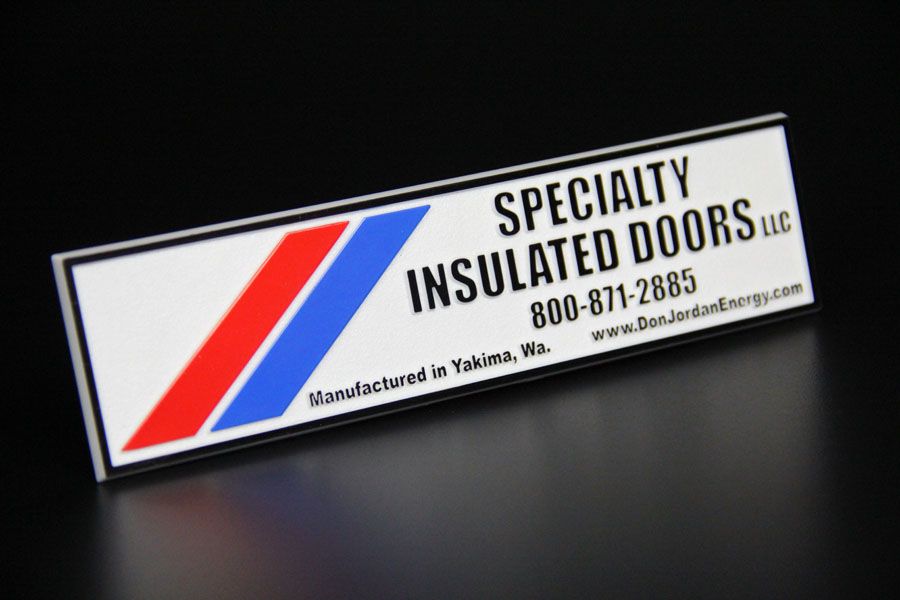 SPECIALTY
INSULATED DOORS LLC
800-871-2885
www.DonJordanEnergy.com
Manufactured in Yakima, Wa.